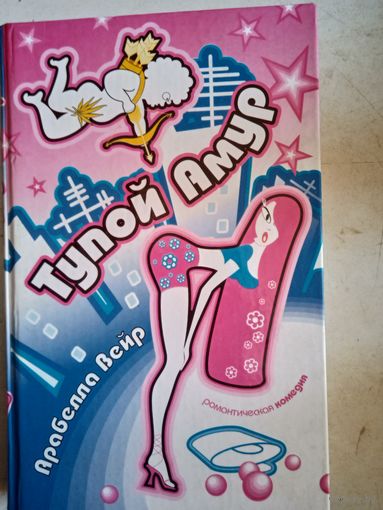 Тупой Амур
Арабелла Вейр
романтическая комедия